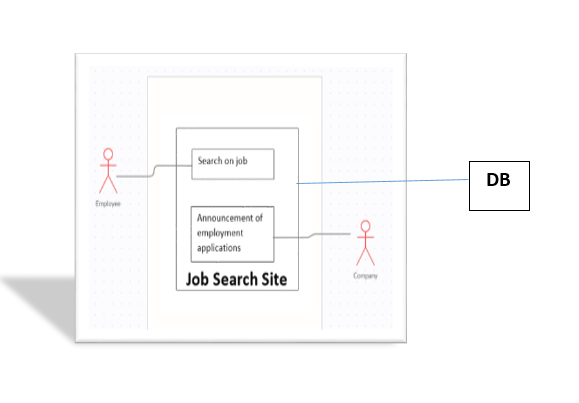 Search on job
DB
Employee
Announcement of
employment
applications
Company
Job Search Site